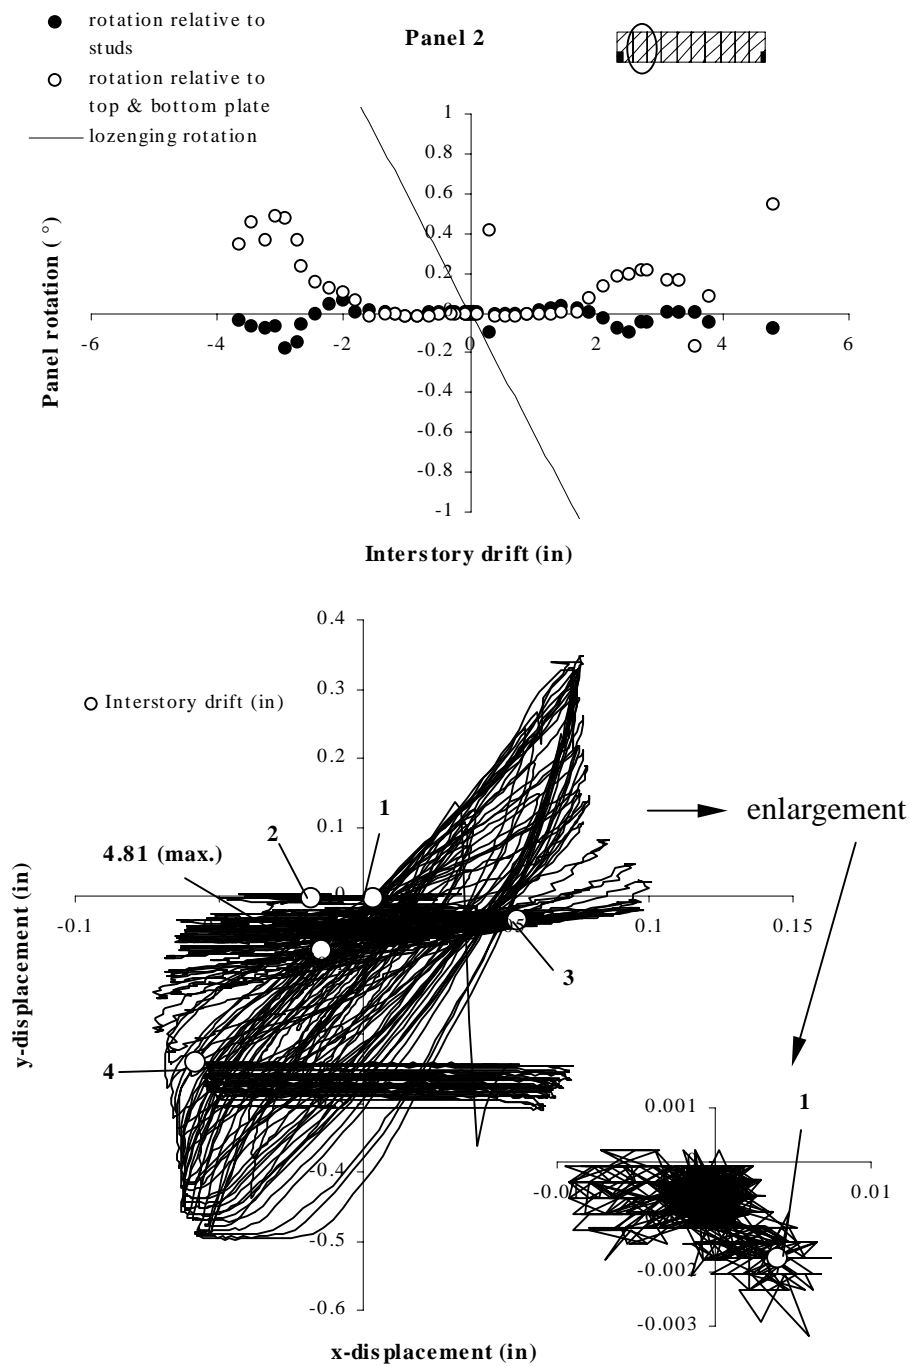 rotation relative to
studs
rotation relative to
top & bottom plate
lozenging rotation
Panel 2
1
0.8
0.6
0.4
0.2
0
-0.2
-0.4
-0.6
-0.8
-1
-6
-4
-2
0
2
4
6
Panel rotation ( °)
Interstory drift (in)
0.4
0.3
0.2
0.1
0
Interstory drift (in)
1
2
4.81 (max.)
enlargement
-0.1
0.1
0.15
3
4
y-displacement (in)
-0.4
-0.5
-0.6
1
0.001
0.01
-0.003
x-displacement (in)